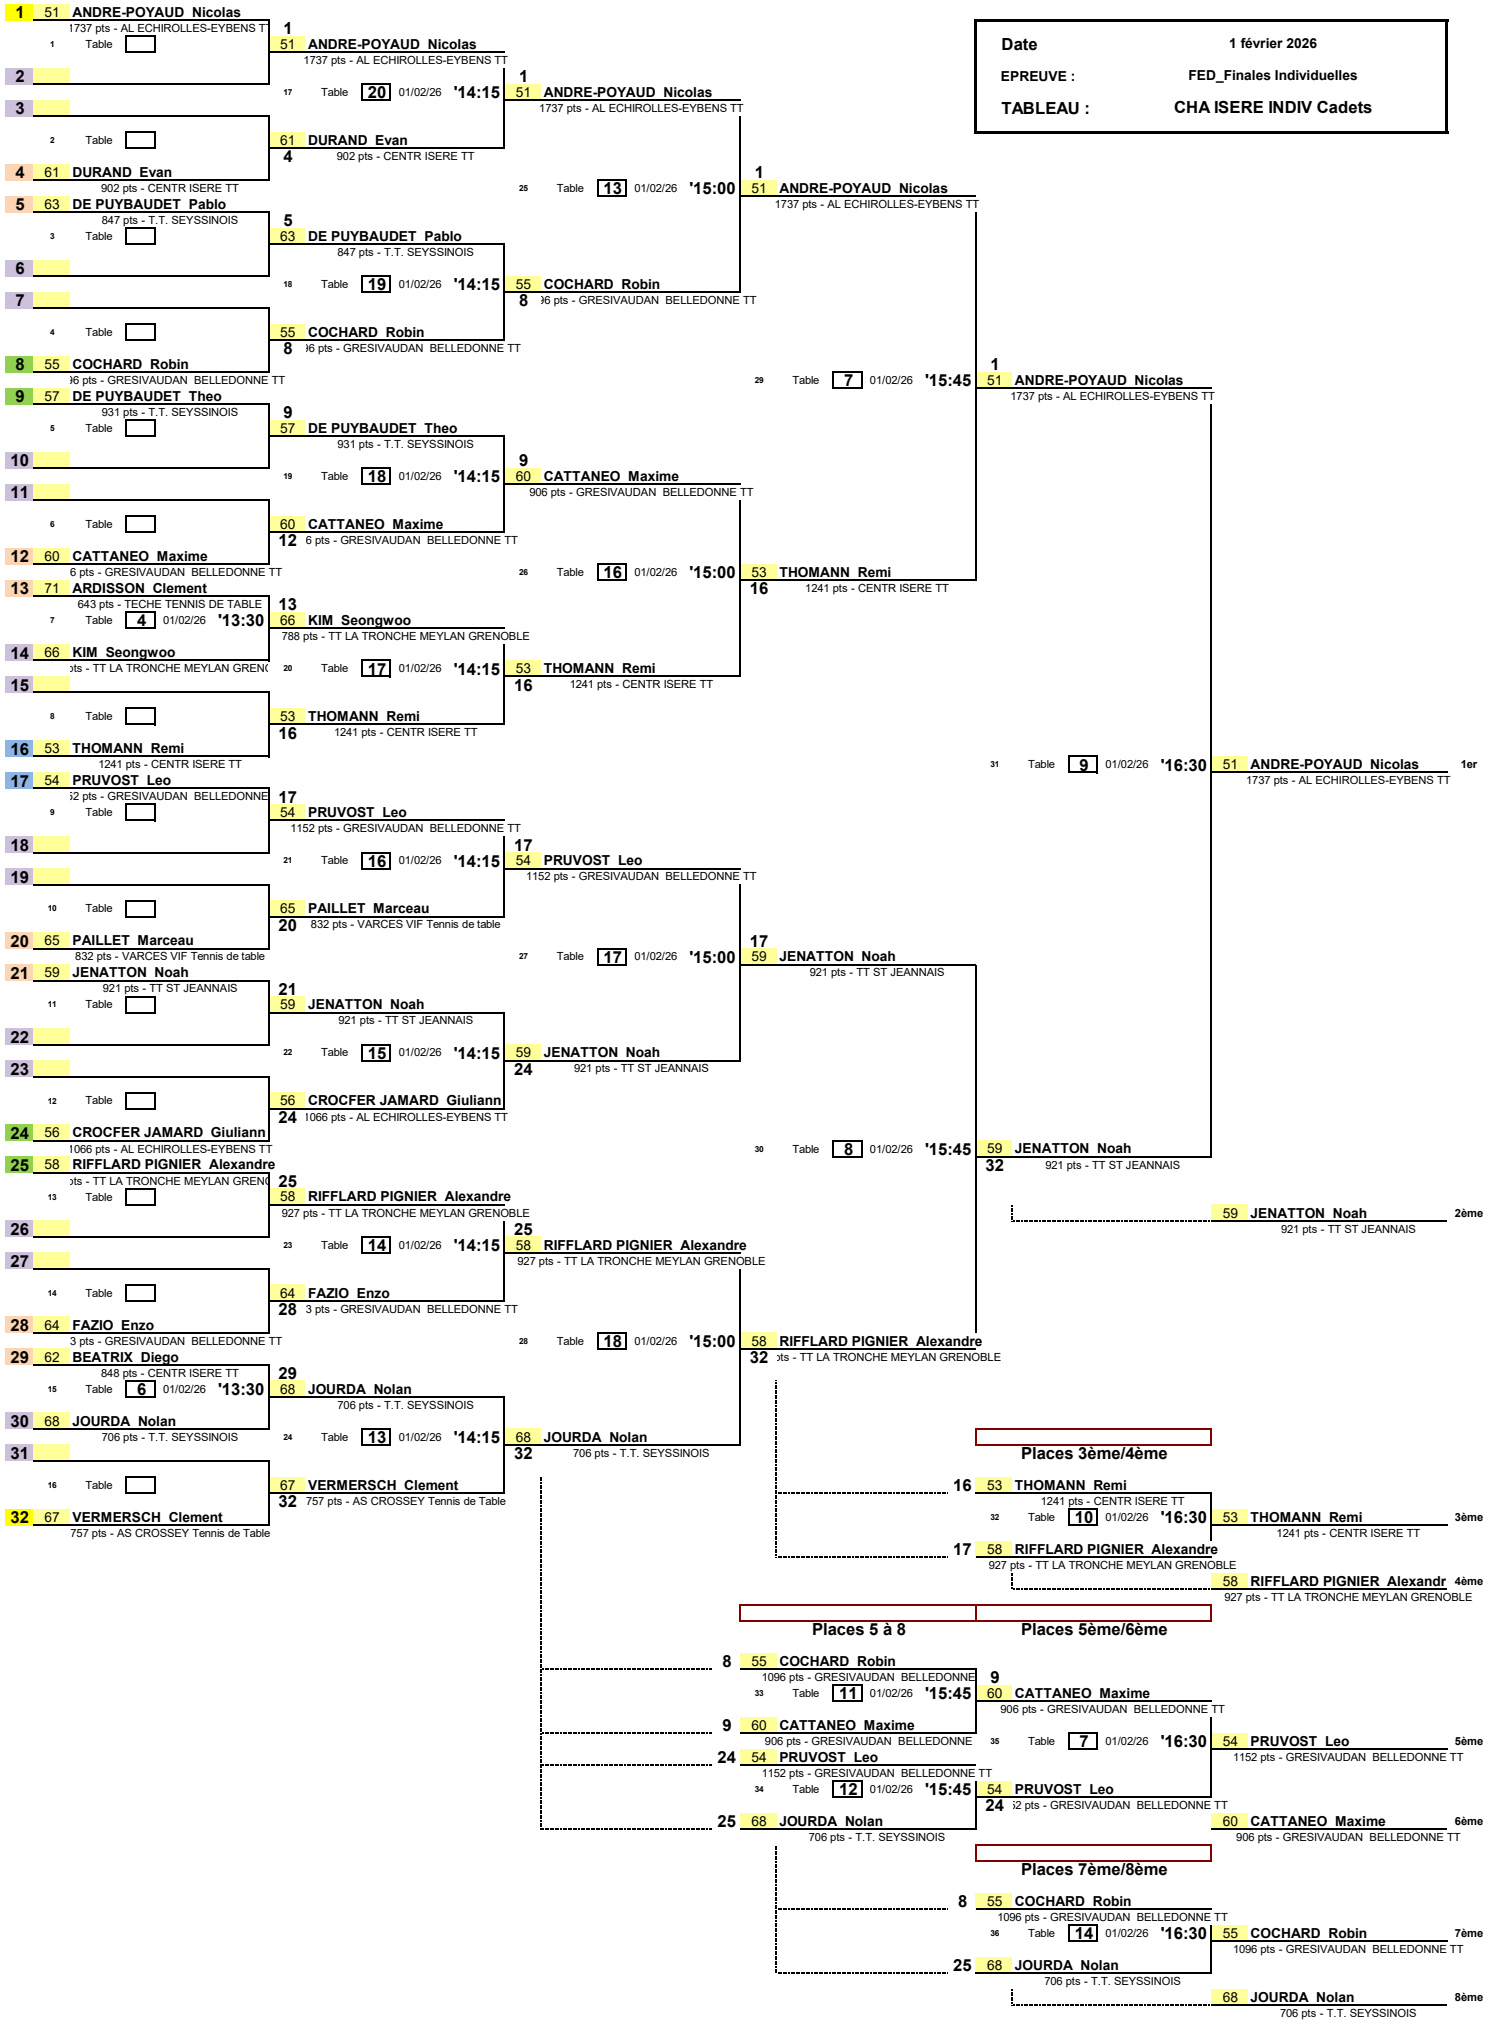 1 51 ANDRE-POYAUD Nicolas
1737 pts - AL ECHIROLLES-EYBENS T
1
1 Table
51 ANDRE-POYAUD Nicolas
1737 pts - AL ECHIROLLES-EYBENS TT
Date 1 février 2026
EPREUVE : FED_Finales Individuelles
TABLEAU : CHA ISERE INDIV Cadets
2
1
17 Table 20 01/02/26 '14:15 51 ANDRE-POYAUD Nicolas
1737 pts - AL ECHIROLLES-EYBENS TT
3
2 Table
61 DURAND Evan
4 902 pts - CENTR ISERE TT
4 61 DURAND Evan
902 pts - CENTR ISERE TT
1
25 Table 13 01/02/26 '15:00 51 ANDRE-POYAUD Nicolas
1737 pts - AL ECHIROLLES-EYBENS TT
5 63 DE PUYBAUDET Pablo
847 pts - T.T. SEYSSINOIS
5
3 Table
63 DE PUYBAUDET Pablo
847 pts - T.T. SEYSSINOIS
6
18 Table 19 01/02/26 '14:15 55 COCHARD Robin
8 96 pts - GRESIVAUDAN BELLEDONNE TT
7
4 Table
55 COCHARD Robin
8 96 pts - GRESIVAUDAN BELLEDONNE TT
8 55 COCHARD Robin
96 pts - GRESIVAUDAN BELLEDONNE TT
1
29 Table 7 01/02/26 '15:45 51 ANDRE-POYAUD Nicolas
1737 pts - AL ECHIROLLES-EYBENS TT
9 57 DE PUYBAUDET Theo
931 pts - T.T. SEYSSINOIS
9
5 Table
57 DE PUYBAUDET Theo
931 pts - T.T. SEYSSINOIS
10
9
19 Table 18 01/02/26 '14:15 60 CATTANEO Maxime
906 pts - GRESIVAUDAN BELLEDONNE TT
11
6 Table
60 CATTANEO Maxime
12 6 pts - GRESIVAUDAN BELLEDONNE TT
12 60 CATTANEO Maxime
6 pts - GRESIVAUDAN BELLEDONNE TT
26 Table 16 01/02/26 '15:00 53 THOMANN Remi
16 1241 pts - CENTR ISERE TT
13 71 ARDISSON Clement
643 pts - TECHE TENNIS DE TABLE
13
7 Table 4 01/02/26 '13:30 66 KIM Seongwoo
788 pts - TT LA TRONCHE MEYLAN GRENOBLE
14 66 KIM Seongwoo
pts - TT LA TRONCHE MEYLAN GREN
20 Table 17 01/02/26 '14:15 53 THOMANN Remi
16 1241 pts - CENTR ISERE TT
15
8 Table
53 THOMANN Remi
16 1241 pts - CENTR ISERE TT
16 53 THOMANN Remi
1241 pts - CENTR ISERE TT
31 Table 9 01/02/26 '16:30 51 ANDRE-POYAUD Nicolas 1er
1737 pts - AL ECHIROLLES-EYBENS TT
17 54 PRUVOST Leo
52 pts - GRESIVAUDAN BELLEDONNE
17
9 Table
54 PRUVOST Leo
1152 pts - GRESIVAUDAN BELLEDONNE TT
18
17
21 Table 16 01/02/26 '14:15 54 PRUVOST Leo
1152 pts - GRESIVAUDAN BELLEDONNE TT
19
10 Table
65 PAILLET Marceau
20 832 pts - VARCES VIF Tennis de table
20 65 PAILLET Marceau
832 pts - VARCES VIF Tennis de table
17
27 Table 17 01/02/26 '15:00 59 JENATTON Noah
921 pts - TT ST JEANNAIS
21 59 JENATTON Noah
921 pts - TT ST JEANNAIS
21
11 Table
59 JENATTON Noah
921 pts - TT ST JEANNAIS
22
22 Table 15 01/02/26 '14:15 59 JENATTON Noah
24 921 pts - TT ST JEANNAIS
23
12 Table
56 CROCFER JAMARD Giuliann
24 1066 pts - AL ECHIROLLES-EYBENS TT
24 56 CROCFER JAMARD Giuliann
1066 pts - AL ECHIROLLES-EYBENS TT
30 Table 8 01/02/26 '15:45 59 JENATTON Noah
32 921 pts - TT ST JEANNAIS
25 58 RIFFLARD PIGNIER Alexandre
pts - TT LA TRONCHE MEYLAN GREN
25
13 Table
58 RIFFLARD PIGNIER Alexandre
927 pts - TT LA TRONCHE MEYLAN GRENOBLE
59 JENATTON Noah 2ème
921 pts - TT ST JEANNAIS
26
25
23 Table 14 01/02/26 '14:15 58 RIFFLARD PIGNIER Alexandre
927 pts - TT LA TRONCHE MEYLAN GRENOBLE
27
14 Table
64 FAZIO Enzo
28 3 pts - GRESIVAUDAN BELLEDONNE TT
28 64 FAZIO Enzo
3 pts - GRESIVAUDAN BELLEDONNE TT
28 Table 18 01/02/26 '15:00 58 RIFFLARD PIGNIER Alexandre
32 pts - TT LA TRONCHE MEYLAN GRENOBLE
29 62 BEATRIX Diego
848 pts - CENTR ISERE TT
29
15 Table 6 01/02/26 '13:30 68 JOURDA Nolan
706 pts - T.T. SEYSSINOIS
30 68 JOURDA Nolan
706 pts - T.T. SEYSSINOIS
24 Table 13 01/02/26 '14:15 68 JOURDA Nolan
32 706 pts - T.T. SEYSSINOIS
31
16 Table
67 VERMERSCH Clement
32 757 pts - AS CROSSEY Tennis de Table
32 67 VERMERSCH Clement
757 pts - AS CROSSEY Tennis de Table
Places 3ème/4ème
16 53 THOMANN Remi
1241 pts - CENTR ISERE TT
32 Table 10 01/02/26 '16:30 53 THOMANN Remi 3ème
1241 pts - CENTR ISERE TT
17 58 RIFFLARD PIGNIER Alexandre
927 pts - TT LA TRONCHE MEYLAN GRENOBLE
58 RIFFLARD PIGNIER Alexandr 4ème
927 pts - TT LA TRONCHE MEYLAN GRENOBLE
Places 5 à 8 Places 5ème/6ème
8 55 COCHARD Robin
1096 pts - GRESIVAUDAN BELLEDONNE
9
33 Table 11 01/02/26 '15:45 60 CATTANEO Maxime
906 pts - GRESIVAUDAN BELLEDONNE TT
9 60 CATTANEO Maxime
906 pts - GRESIVAUDAN BELLEDONNE
35 Table 7 01/02/26 '16:30 54 PRUVOST Leo 5ème
1152 pts - GRESIVAUDAN BELLEDONNE TT
24 54 PRUVOST Leo
1152 pts - GRESIVAUDAN BELLEDONNE TT
34 Table 12 01/02/26 '15:45 54 PRUVOST Leo
24 52 pts - GRESIVAUDAN BELLEDONNE TT
25 68 JOURDA Nolan
706 pts - T.T. SEYSSINOIS
60 CATTANEO Maxime 6ème
906 pts - GRESIVAUDAN BELLEDONNE TT
Places 7ème/8ème
8 55 COCHARD Robin
1096 pts - GRESIVAUDAN BELLEDONNE TT
36 Table 14 01/02/26 '16:30 55 COCHARD Robin 7ème
1096 pts - GRESIVAUDAN BELLEDONNE TT
25 68 JOURDA Nolan
706 pts - T.T. SEYSSINOIS
68 JOURDA Nolan 8ème
706 pts - T.T. SEYSSINOIS